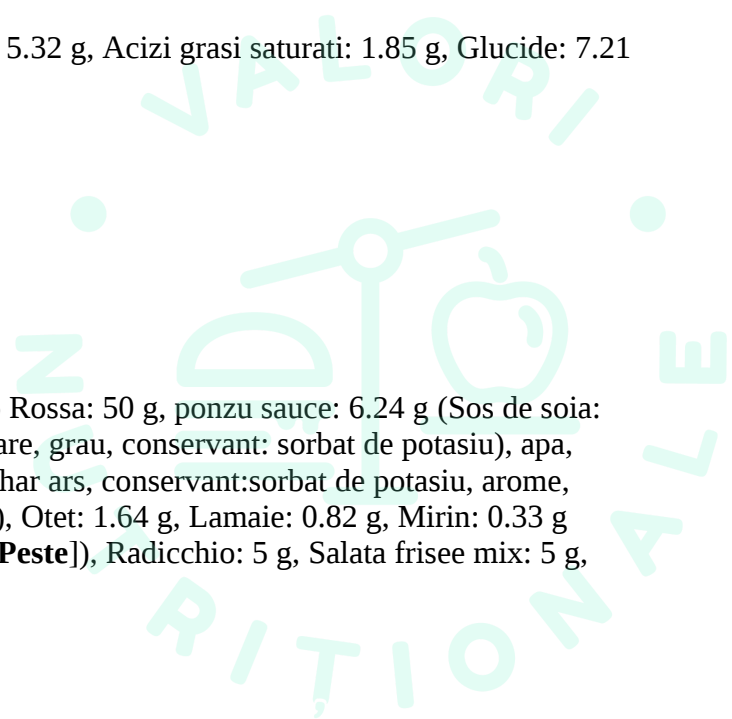 5.32 g, Acizi grasi saturati: 1.85 g, Glucide: 7.21
Rossa: 50 g, ponzu sauce: 6.24 g (Sos de soia:
are, grau, conservant: sorbat de potasiu), apa,
har ars, conservant:sorbat de potasiu, arome,
), Otet: 1.64 g, Lamaie: 0.82 g, Mirin: 0.33 g
Peste]), Radicchio: 5 g, Salata frisee mix: 5 g,
VALORI
NUTRITIONALE